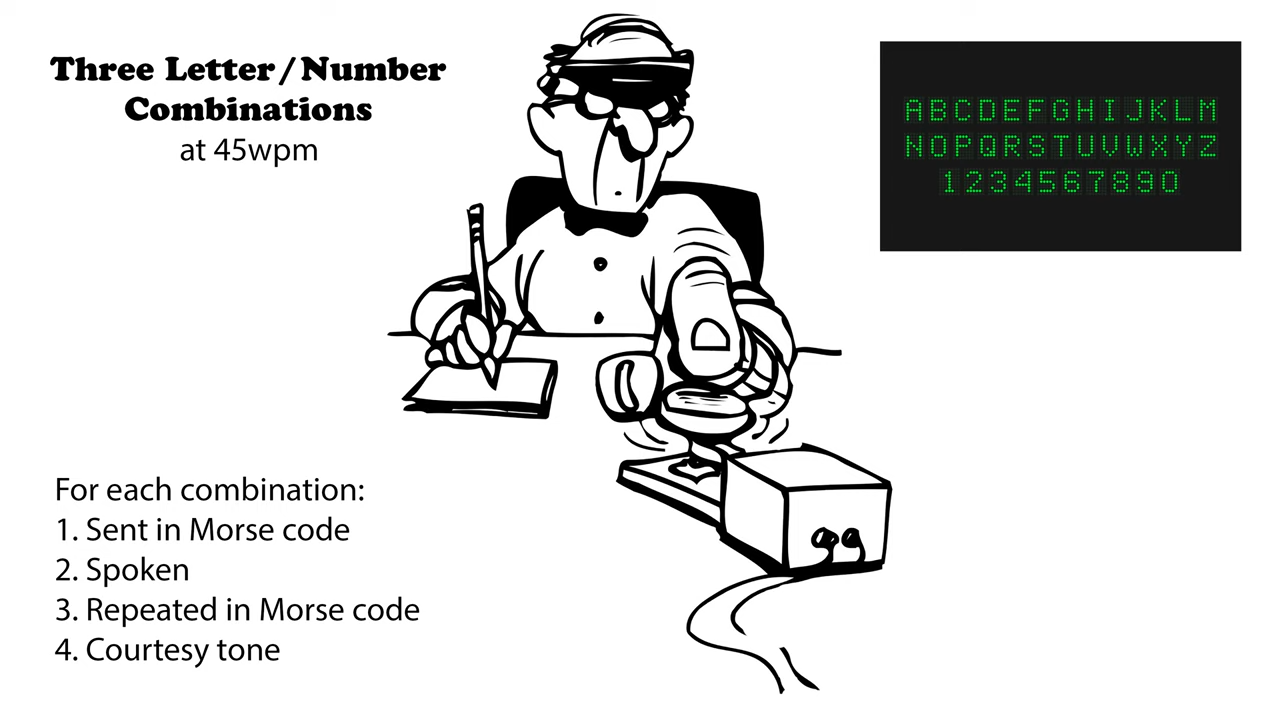 Three Letter/Number
Combinations
at 45wpm
ABCDEFGHIJKLM
NOPQRSTUVWXYZ
1234567890
For each combination:
1. Sent in Morse code
2. Spoken
3. Repeated in Morse code
4. Courtesy tone